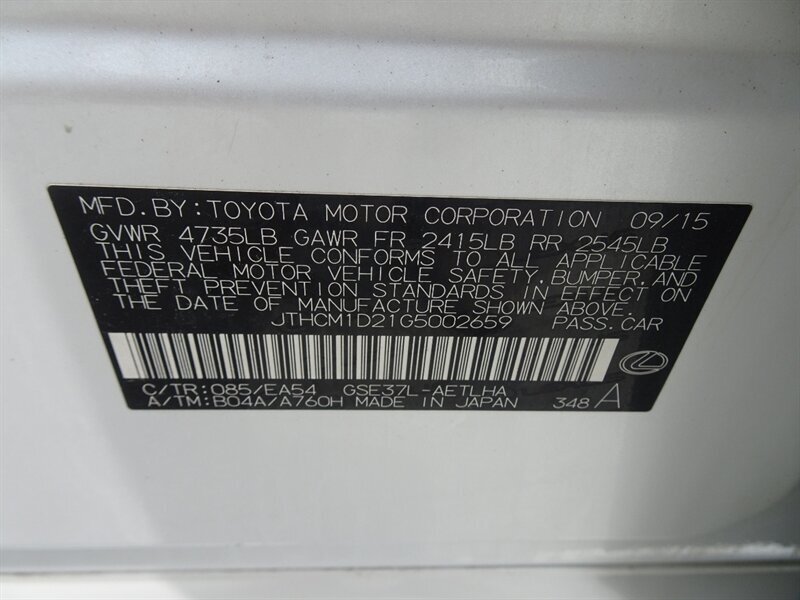 MFD.BY:TOYOTA MOTOR CORPORATION 09/15
GVWR 4735LB GAWR FR 2415LB RR 2545LB
THIS VEHICLE CONFORMS TO ALL APPLICABLE
FEDERAL MOTOR VEHICLE SAFETY,BUMPER,AND
THEFT PREVENTION STANDARDS IN EFFECT ON
THE DATE OF MANUFACTURE SHOWN ABOVE.
JTHCM1D21G5002659 PASS.CAR
C/TR:085/EA54 GSE37L-AETLHA
A/TM:B04A/A760H MADE IN JAPAN 348 A